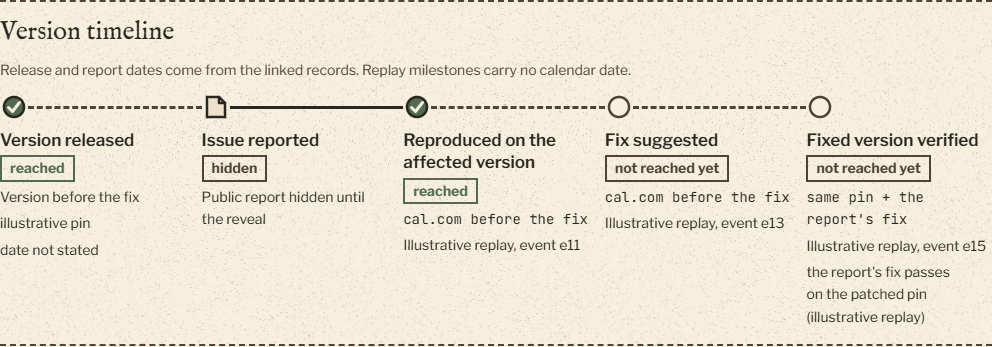 Version timeline
Release and report dates come from the linked records. Replay milestones carry no calendar date.
Version released
reached
Version before the fix
illustrative pin
date not stated
Issue reported
hidden
Public report hidden until
the reveal
Reproduced on the
affected version
reached
cal.com before the fix
Illustrative replay, event e11
Fix suggested
not reached yet
cal.com before the fix
Illustrative replay, event e13
Fixed version verified
not reached yet
same pin + the
report's fix
Illustrative replay, event e15
the report's fix passes
on the patched pin
(illustrative replay)